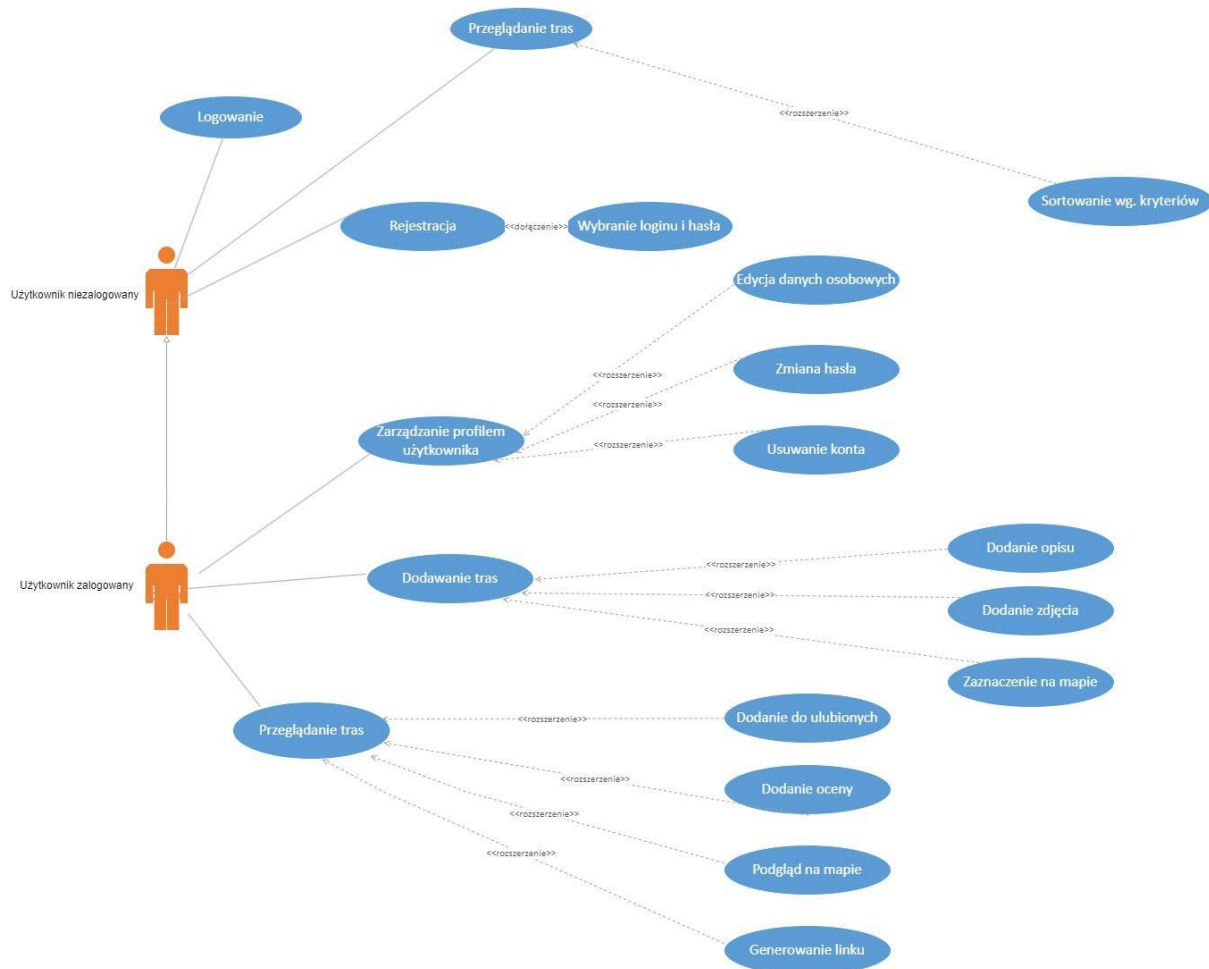 Przeglądanie tras
Logowanie
<<rozszerzenie>>
Sortowanie wg. kryteriów
Rejestracja
<<dołączenie>>
Wybranie loginu i hasła
Użytkownik niezalogowany
Edycja danych osobowych
<<rozszerzenie>>
Zmiana hasła
<<rozszerzenie>>
Zarządzanie profilem
użytkownika
<<rozszerzenie>>
Usuwanie konta
Użytkownik zalogowany
Dodawanie tras
<<rozszerzenie>>
Dodanie opisu
<<rozszerzenie>>
Dodanie zdjęcia
<<rozszerzenie>>
Zaznaczenie na mapie
Przeglądanie tras
<<rozszerzenie>>
Dodanie do ulubionych
<<rozszerzenie>>
Dodanie oceny
<<rozszerzenie>>
Podgląd na mapie
<<rozszerzenie>>
Generowanie linku